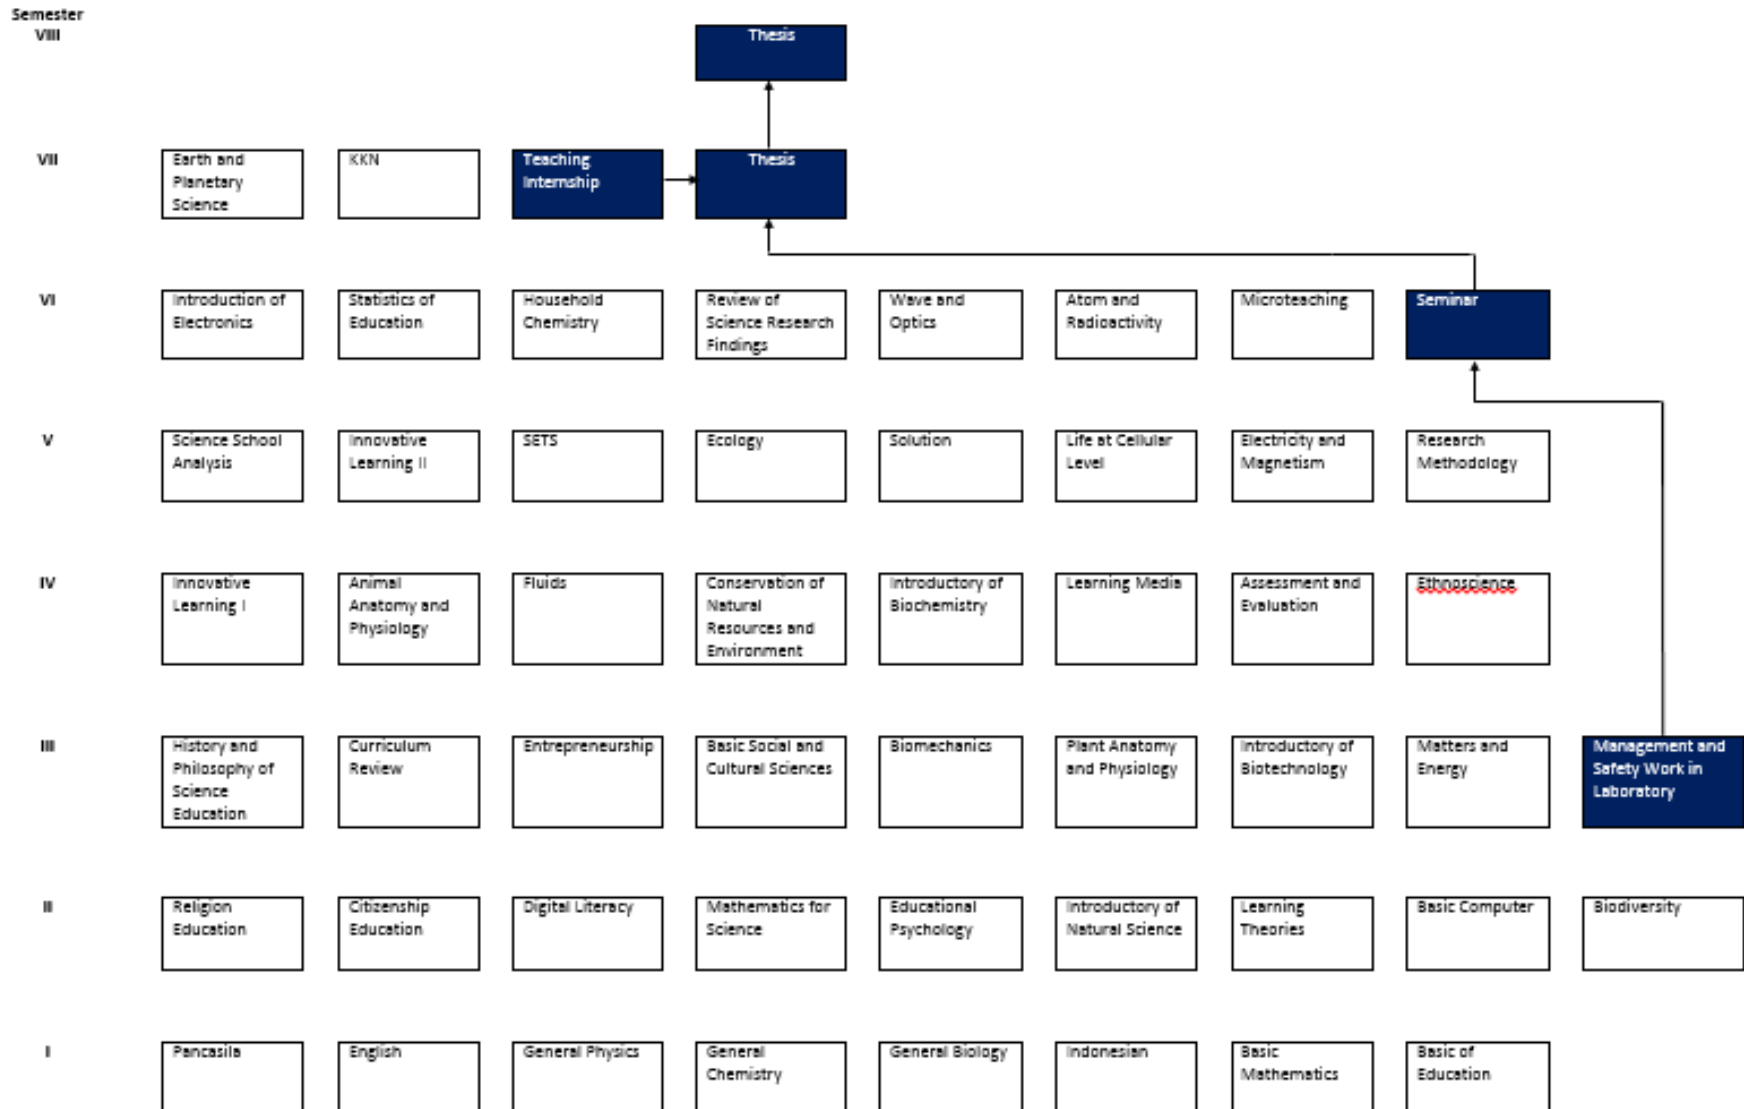 Semester
VIII
Thesis
VII
Earth and
Planetary
Science
KKN
Teaching
Internship
Thesis
VI
Introduction of
Electronics
Statistics of
Education
Household
Chemistry
Review of
Science Research
Findings
Wave and
Optics
Atom and
Radioactivity
Microteaching
Seminar
V
Science School
Analysis
Innovative
Learning II
SETS
Ecology
Solution
Life at Cellular
Level
Electricity and
Magnetism
Research
Methodology
IV
Innovative
Learning I
Animal
Anatomy and
Physiology
Fluids
Conservation of
Natural
Resources and
Environment
Introductory of
Biochemistry
Learning Media
Assessment and
Evaluation
Ethnoscience
III
History and
Philosophy of
Science
Education
Curriculum
Review
Entrepreneurship
Basic Social and
Cultural Sciences
Biomechanics
Plant Anatomy
and Physiology
Introductory of
Biotechnology
Matters and
Energy
Management and
Safety Work in
Laboratory
II
Religion
Education
Citizenship
Education
Digital Literacy
Mathematics for
Science
Educational
Psychology
Introductory of
Natural Science
Learning
Theories
Basic Computer
Biodiversity
I
Pancasila
English
General Physics
General
Chemistry
General Biology
Indonesian
Basic
Mathematics
Basic of
Education